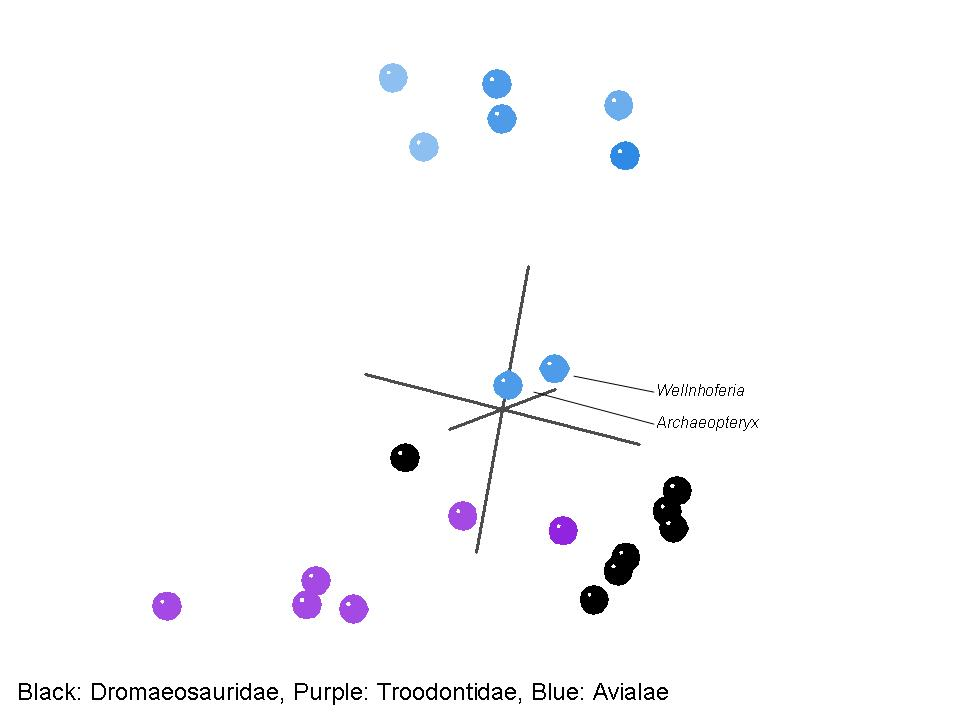 Wellnhoferia
Archaeopteryx
Black: Dromaeosauridae, Purple: Troodontidae, Blue: Avialae